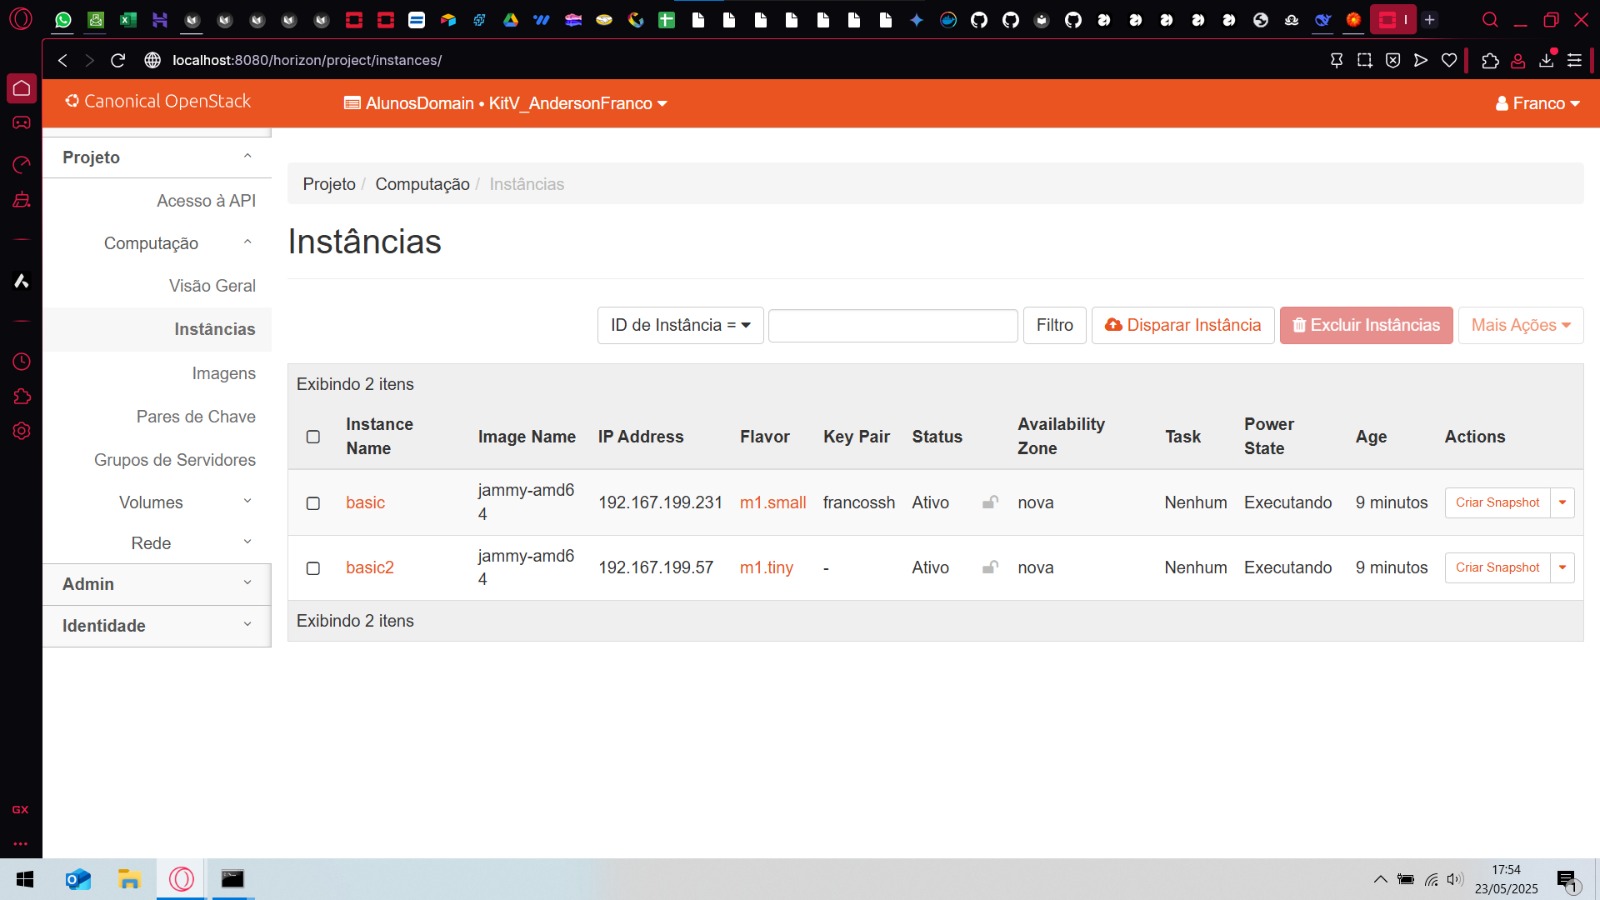 localhost:8080/horizon/project/instances/
Canonical OpenStack
AlunosDomain • KitV_AndersonFranco
Franco
Projeto
Acesso à API
Computação
Visão Geral
Instâncias
Imagens
Pares de Chave
Grupos de Servidores
Volumes
Rede
Admin
Identidade
Projeto / Computação / Instâncias
Instâncias
ID de Instância =
Filtro
Disparar Instância
Excluir Instâncias
Mais Ações
Exibindo 2 itens
Instance Name
Image Name
IP Address
Flavor
Key Pair
Status
Availability Zone
Task
Power State
Age
Actions
basic
jammy-amd64
192.167.199.231
m1.small
francossh
Ativo
nova
Nenhum
Executando
9 minutos
Criar Snapshot
basic2
jammy-amd64
192.167.199.57
m1.tiny
-
Ativo
nova
Nenhum
Executando
9 minutos
Criar Snapshot
Exibindo 2 itens
GX
17:54
23/05/2025
1